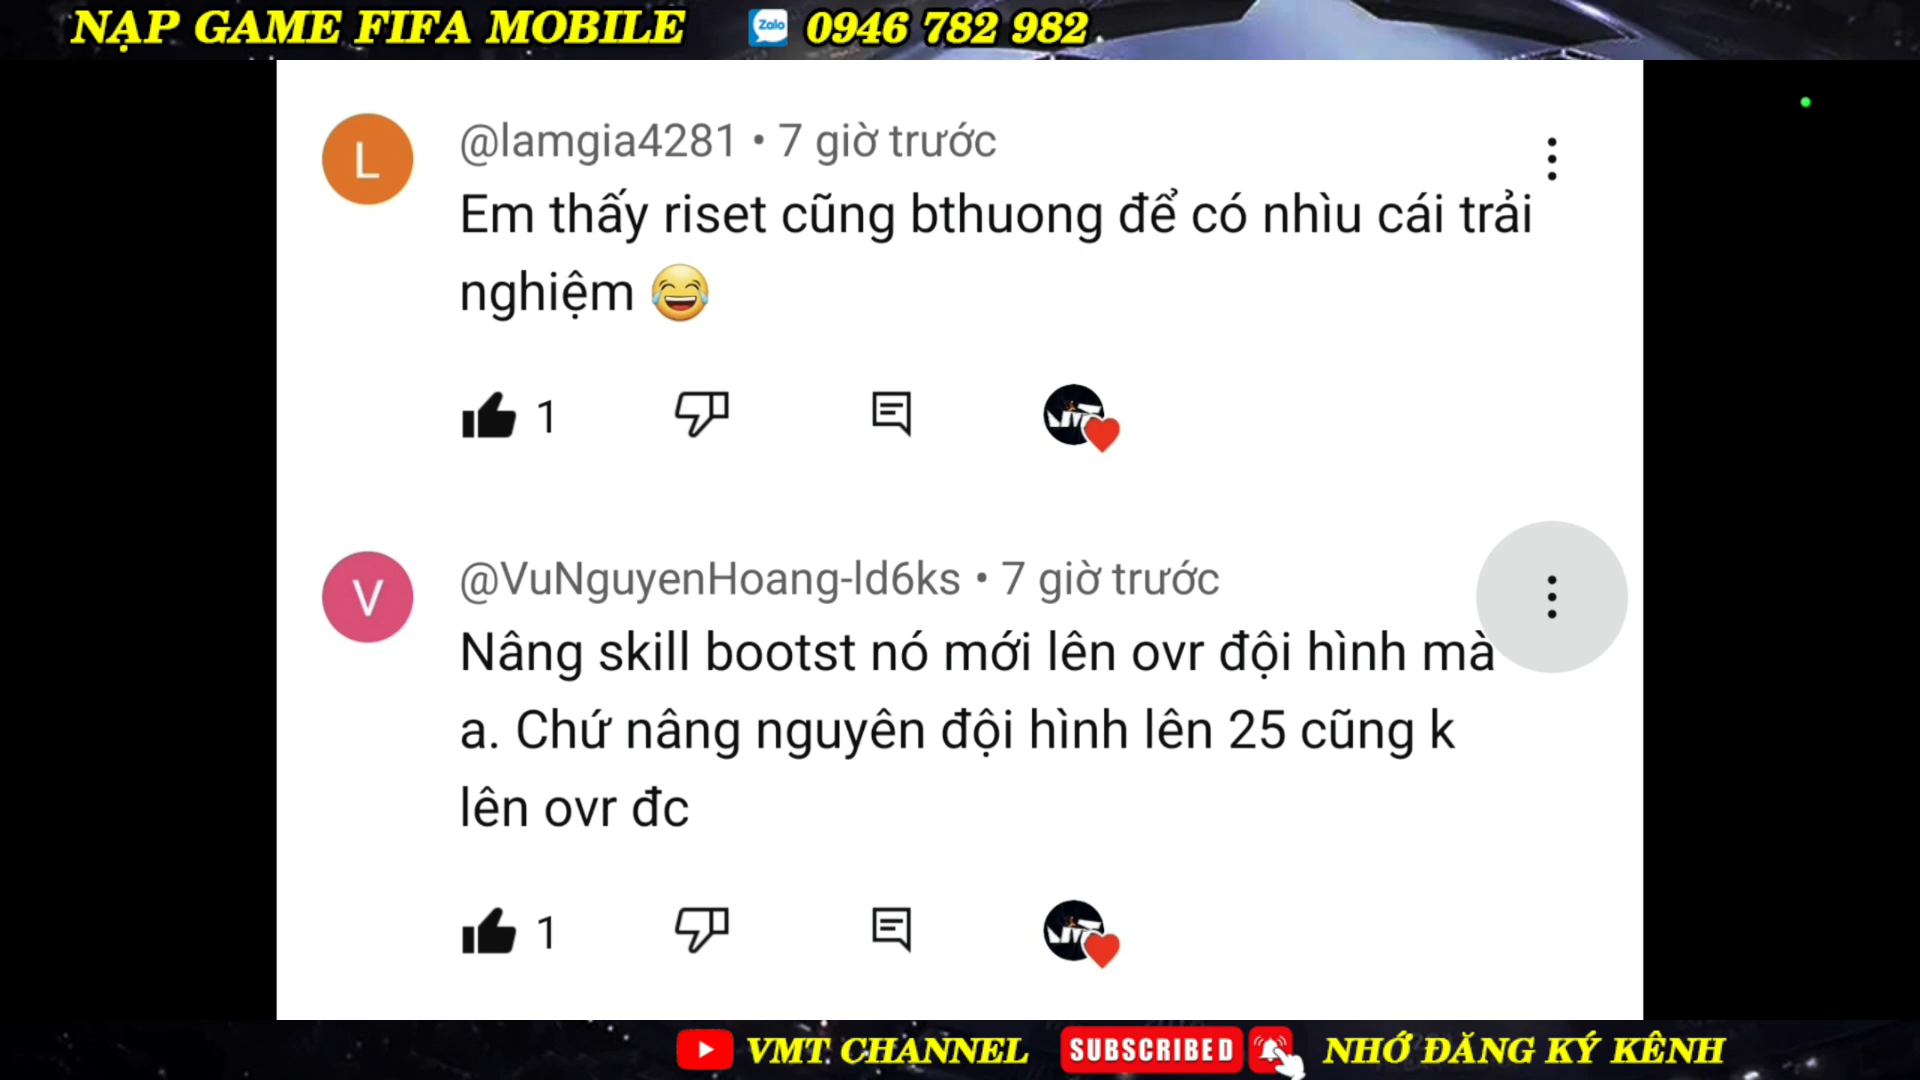 NẠP GAME FIFA MOBILE Zalo 0946 782 982
L @lamgia4281 • 7 giờ trước
Em thấy riset cũng bthuong để có nhìu cái trải
nghiệm 😂
1
V @VuNguyenHoang-ld6ks • 7 giờ trước
Nâng skill bootst nó mới lên ovr đội hình mà
a. Chứ nâng nguyên đội hình lên 25 cũng k
lên ovr đc
1
VMT CHANNEL SUBSCRIBED NHỚ ĐĂNG KÝ KÊNH